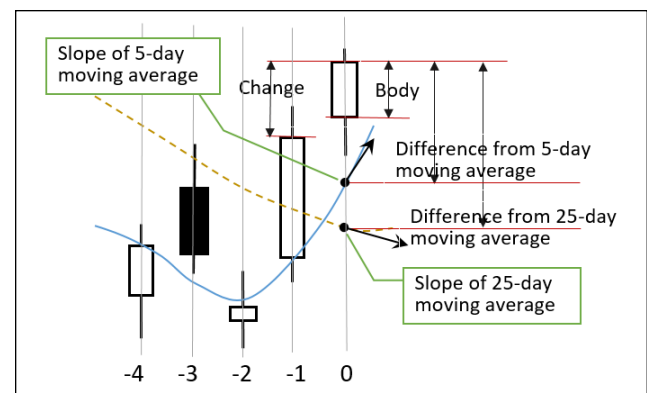 Slope of 5-day
moving average
Change
Body
Difference from 5-day
moving average
Difference from 25-day
moving average
Slope of 25-day
moving average
-4 -3 -2 -1 0